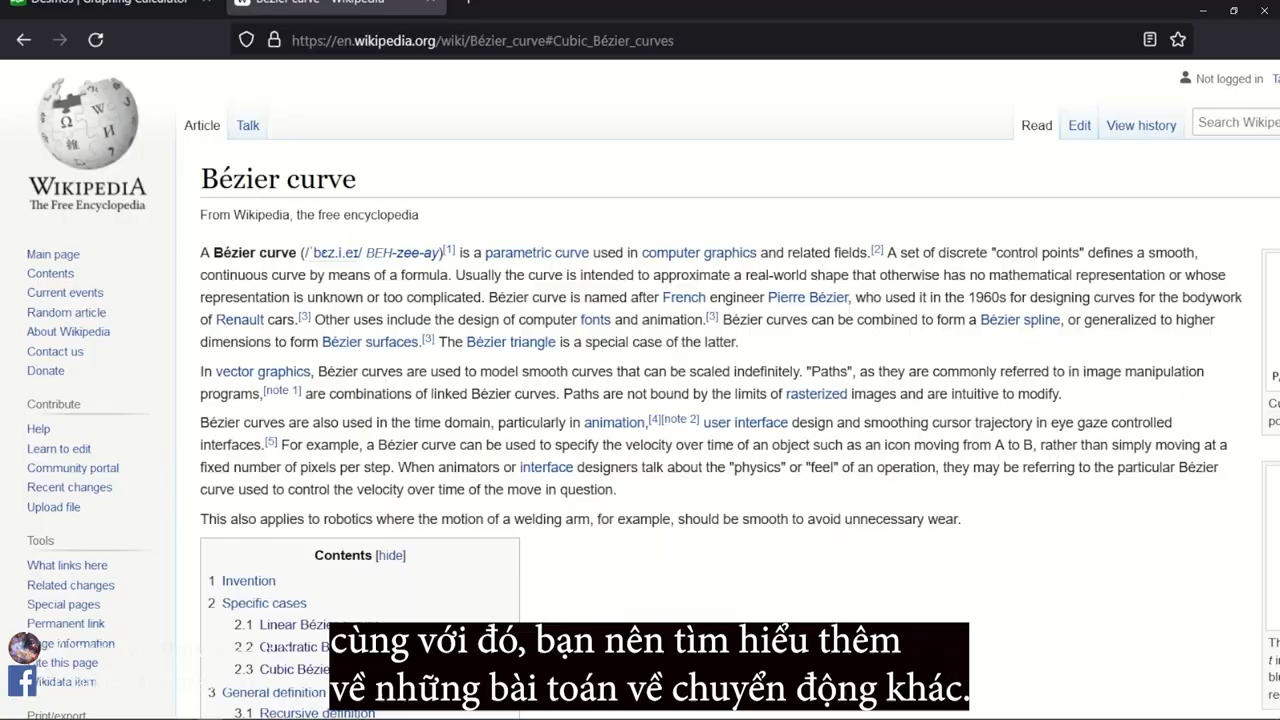 Desmos | Graphing Calculator
Bézier curve - Wikipedia
https://en.wikipedia.org/wiki/Bézier_curve#Cubic_Bézier_curves
Not logged in
WIKIPEDIA
The Free Encyclopedia
Article Talk Read Edit View history Search Wikipe
Bézier curve
From Wikipedia, the free encyclopedia
A Bézier curve (/ˈbɛz.i.eɪ/ BEH-zee-ay)[1] is a parametric curve used in computer graphics and related fields.[2] A set of discrete "control points" defines a smooth,
continuous curve by means of a formula. Usually the curve is intended to approximate a real-world shape that otherwise has no mathematical representation or whose
representation is unknown or too complicated. Bézier curve is named after French engineer Pierre Bézier, who used it in the 1960s for designing curves for the bodywork
of Renault cars.[3] Other uses include the design of computer fonts and animation.[3] Bézier curves can be combined to form a Bézier spline, or generalized to higher
dimensions to form Bézier surfaces.[3] The Bézier triangle is a special case of the latter.
In vector graphics, Bézier curves are used to model smooth curves that can be scaled indefinitely. "Paths", as they are commonly referred to in image manipulation
programs,[note 1] are combinations of linked Bézier curves. Paths are not bound by the limits of rasterized images and are intuitive to modify.
Bézier curves are also used in the time domain, particularly in animation,[4][note 2] user interface design and smoothing cursor trajectory in eye gaze controlled
interfaces.[5] For example, a Bézier curve can be used to specify the velocity over time of an object such as an icon moving from A to B, rather than simply moving at a
fixed number of pixels per step. When animators or interface designers talk about the "physics" or "feel" of an operation, they may be referring to the particular Bézier
curve used to control the velocity over time of the move in question.
This also applies to robotics where the motion of a welding arm, for example, should be smooth to avoid unnecessary wear.
Main page
Contents
Current events
Random article
About Wikipedia
Contact us
Donate
Contribute
Help
Learn to edit
Community portal
Recent changes
Upload file
Tools
What links here
Related changes
Special pages
Permanent link
information
this page
Wikidata item
Print/export
Contents [hide]
1 Invention
2 Specific cases
2.1 Linear Bézie
2.2 Quadratic B
2.3 Cubic Bézie
3 General definition
3.1 Recursive definition
cùng với đó, bạn nên tìm hiểu thêm
về những bài toán về chuyển động khác.